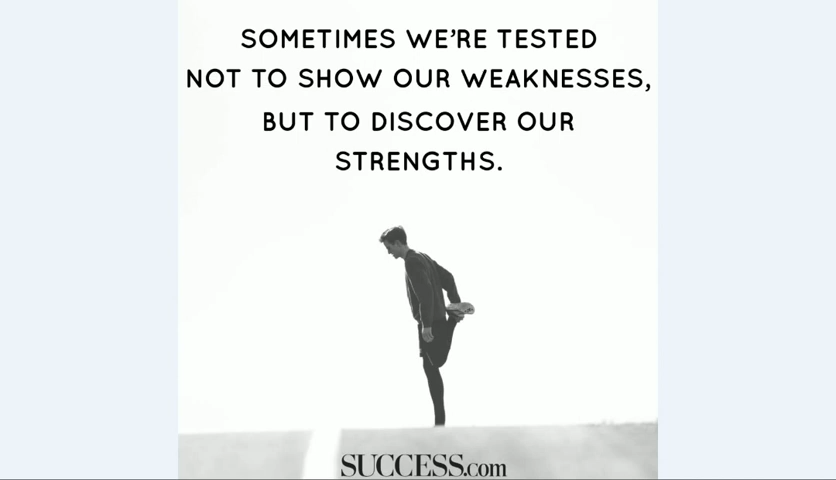 SOMETIMES WE'RE TESTED
NOT TO SHOW OUR WEAKNESSES,
BUT TO DISCOVER OUR
STRENGTHS.
SUCCESS.com